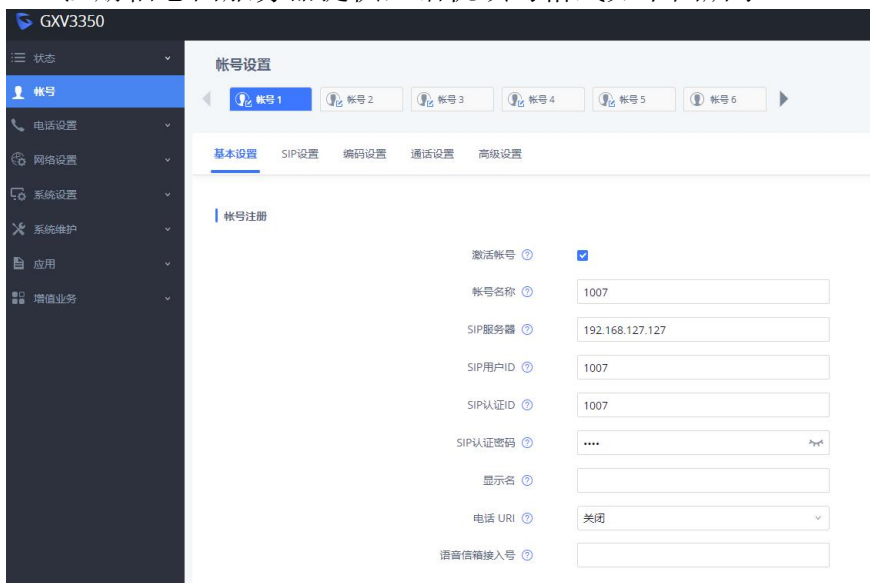 GXV3350
状态
帐号
电话设置
网络设置
系统设置
系统维护
应用
增值业务
帐号设置
帐号 1
帐号 2
帐号 3
帐号 4
帐号 5
帐号 6
基本设置
SIP设置
编码设置
通话设置
高级设置
帐号注册
激活帐号
帐号名称 1007
SIP服务器 192.168.127.127
SIP用户ID 1007
SIP认证ID 1007
SIP认证密码 ••••
显示名
电话 URI 关闭
语音信箱接入号